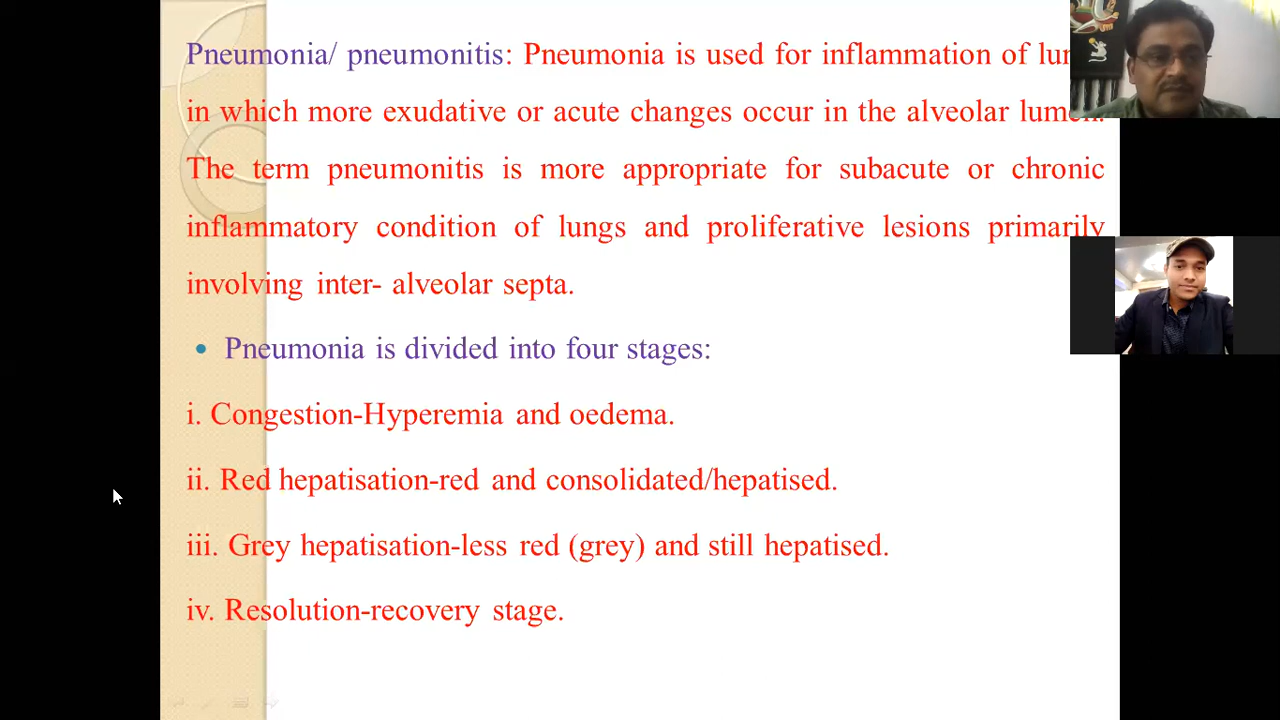 Pneumonia/ pneumonitis: Pneumonia is used for inflammation of
in which more exudative or acute changes occur in the alveolar lumen.
The term pneumonitis is more appropriate for subacute or chronic
inflammatory condition of lungs and proliferative lesions primarily
involving inter- alveolar septa.
• Pneumonia is divided into four stages:
i. Congestion-Hyperemia and oedema.
ii. Red hepatisation-red and consolidated/hepatised.
iii. Grey hepatisation-less red (grey) and still hepatised.
iv. Resolution-recovery stage.